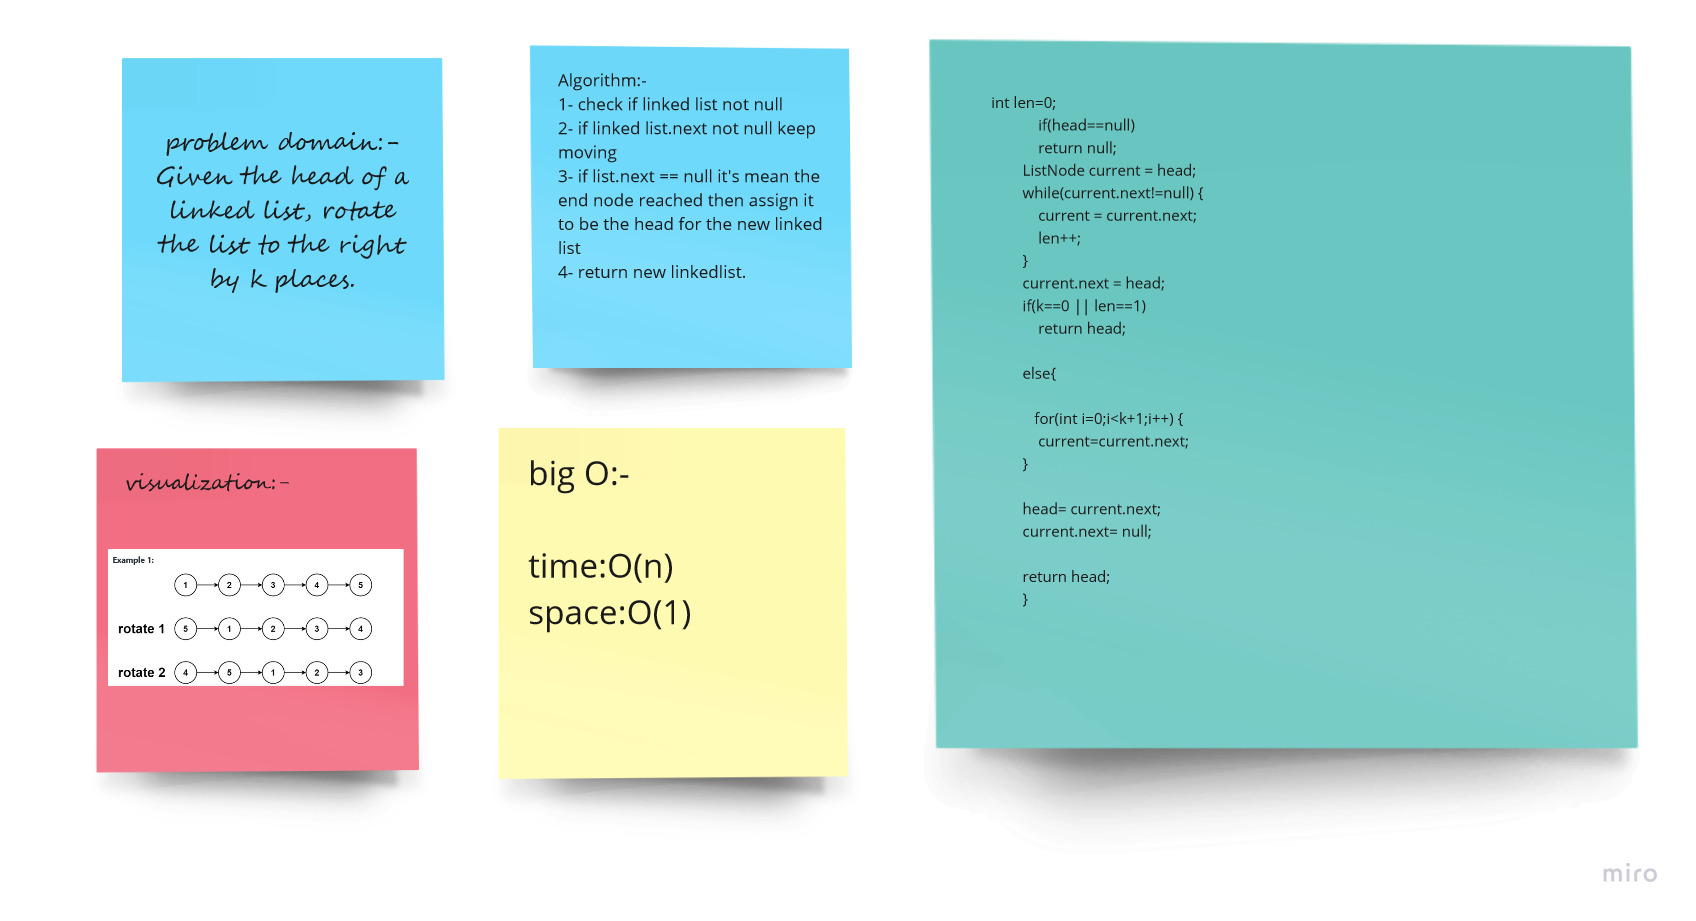 problem domain:-
Given the head of a
linked list, rotate
the list to the right
by k places.
Algorithm:-
1- check if linked list not null
2- if linked list.next not null keep
moving
3- if list.next == null it's mean the
end node reached then assign it
to be the head for the new linked
list
4- return new linkedlist.
visualization:-
Example 1:
1 2 3 4 5
rotate 1 5 1 2 3 4
rotate 2 4 5 1 2 3
big O:-
time:O(n)
space:O(1)
int len=0;
if(head==null)
return null;
ListNode current = head;
while(current.next!=null) {
current = current.next;
len++;
}
current.next = head;
if(k==0 || len==1)
return head;
else{
for(int i=0;i<k+1;i++) {
current=current.next;
}
head= current.next;
current.next= null;
return head;
}
miro